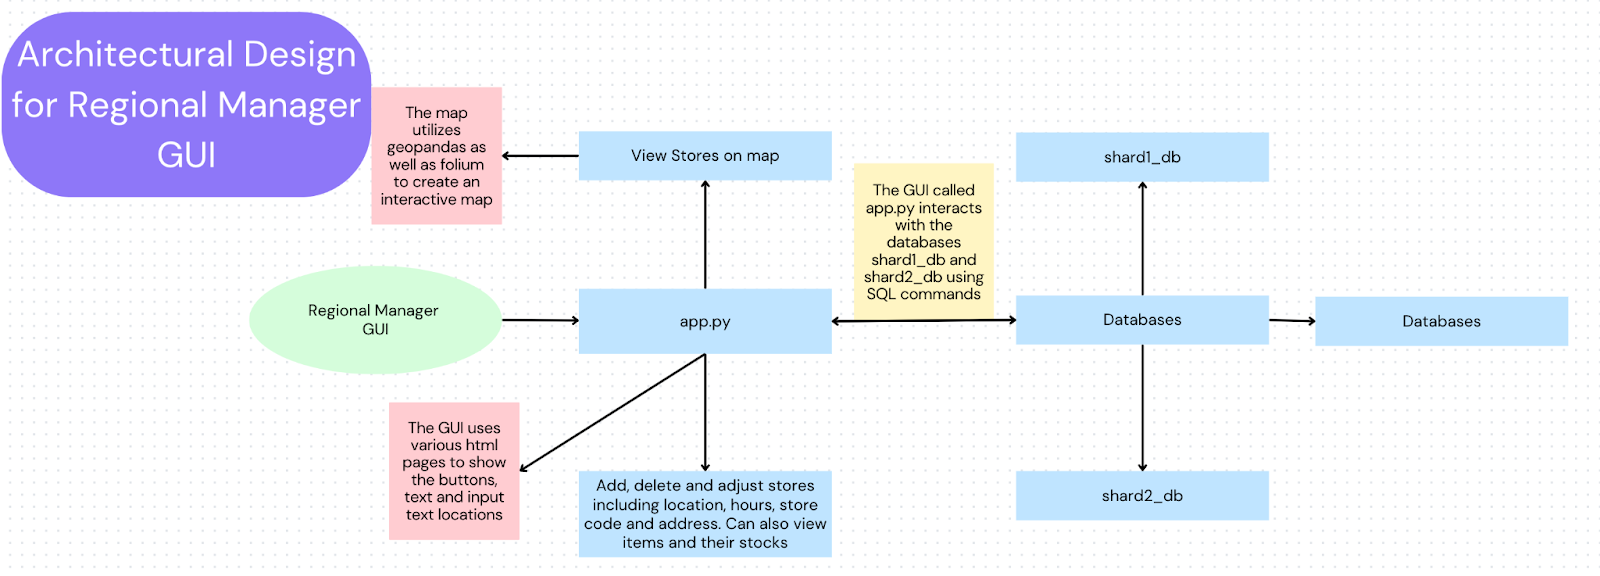 Architectural Design
for Regional Manager
GUI
The map
utilizes
geopandas as
well as folium
to create an
interactive map
View Stores on map
shard1_db
The GUI called
app.py interacts
with the
databases
shard1_db and
shard2_db using
SQL commands
Regional Manager
GUI
app.py
Databases
Databases
The GUI uses
various html
pages to show
the buttons,
text and input
text locations
Add, delete and adjust stores
including location, hours, store
code and address. Can also view
items and their stocks
shard2_db